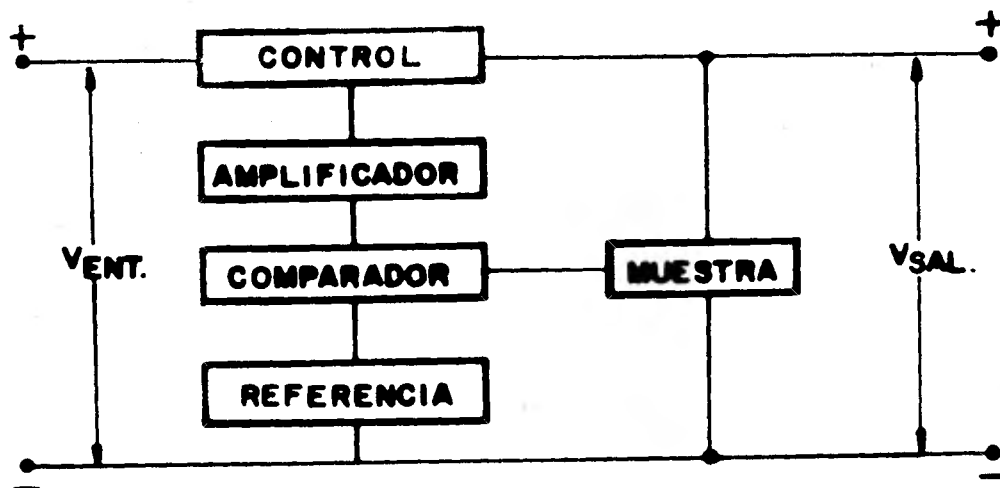 + +
CONTROL
AMPLIFICADOR
VENT.
COMPARADOR
MUESTRA
VSAL.
REFERENCIA
- -